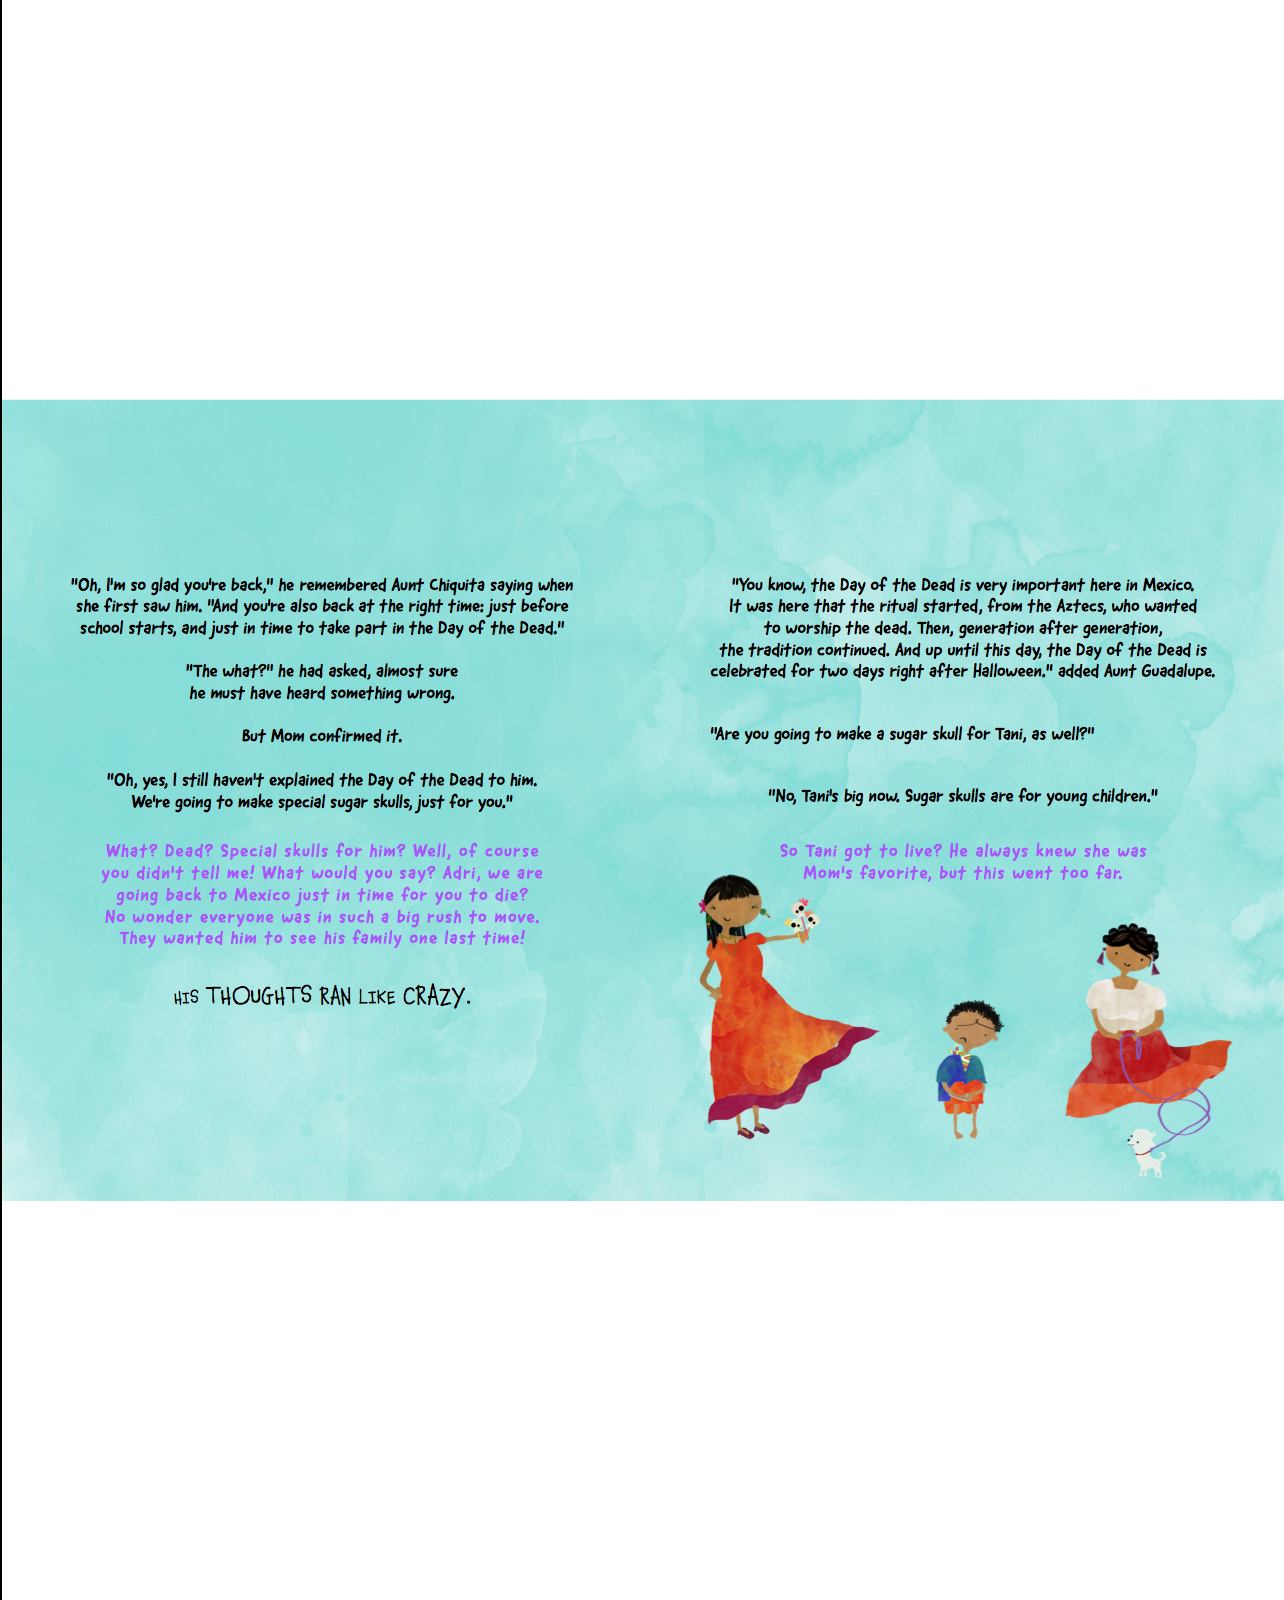 "Oh, I'm so glad you're back," he remembered Aunt Chiquita saying when
she first saw him. "And you're also back at the right time: just before
school starts, and just in time to take part in the Day of the Dead."
"The what?" he had asked, almost sure
he must have heard something wrong.
But Mom confirmed it.
"Oh, yes, I still haven't explained the Day of the Dead to him.
We're going to make special sugar skulls, just for you."
What? Dead? Special skulls for him? Well, of course
you didn't tell me! What would you say? Adri, we are
going back to Mexico just in time for you to die?
No wonder everyone was in such a big rush to move.
They wanted him to see his family one last time!
HIS THOUGHTS RAN LIKE CRAZY.
"You know, the Day of the Dead is very important here in Mexico.
It was here that the ritual started, from the Aztecs, who wanted
to worship the dead. Then, generation after generation,
the tradition continued. And up until this day, the Day of the Dead is
celebrated for two days right after Halloween." added Aunt Guadalupe.
"Are you going to make a sugar skull for Tani, as well?"
"No, Tani's big now. Sugar skulls are for young children."
So Tani got to live? He always knew she was
Mom's favorite, but this went too far.